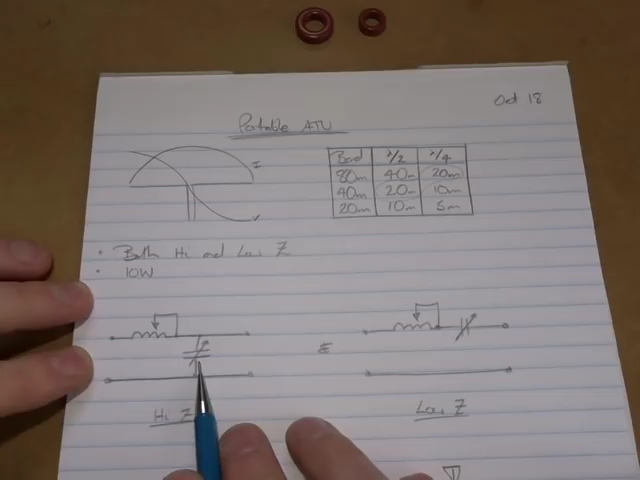 Oct 18
Portable ATU
I
V
Band λ/2 λ/4
80m 40m 20m
40m 20m 10m
20m 10m 5m
• Both Hi and Low Z
• 10W
Hi Z
Low Z